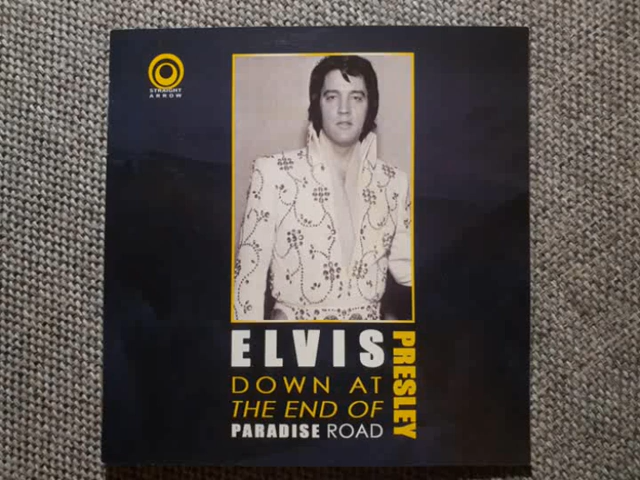 STRAIGHT
ARROW
ELVIS
PRESLEY
DOWN AT
THE END OF
PARADISE ROAD